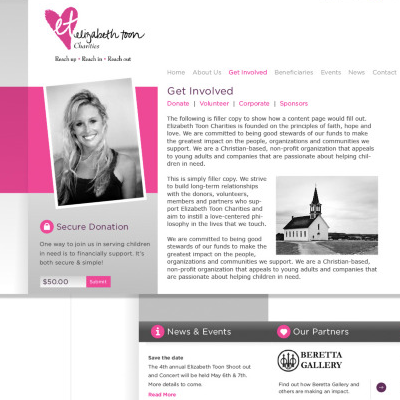 elizabeth toon
Charities
Reach up • Reach in • Reach out
Home About Us Get Involved Beneficiaries Events News Contact
Get Involved
Donate | Volunteer | Corporate | Sponsors
The following is filler copy to show how a content page would fill out.
Elizabeth Toon Charities is founded on the principles of faith, hope and
love. We are committed to being good stewards of our funds to make
the greatest impact on the people, organizations and communities we
support. We are a Christian-based, non-profit organization that appeals
to young adults and companies that are passionate about helping chil-
dren in need.
This is simply filler copy. We strive
to build long-term relationships
with the donors, volunteers,
members and partners who sup-
port Elizabeth Toon Charities and
aim to instill a love-centered phi-
losophy in the lives that we touch.
We are committed to being good
stewards of our funds to make the
greatest impact on the people,
organizations and communities we support. We are a Christian-based,
non-profit organization that appeals to young adults and companies that
are passionate about helping children in need.
Secure Donation
One way to join us in serving children
in need is to financially support. It's
both secure & simple!
$50.00 Submit
News & Events
Save the date
The 4th annual Elizabeth Toon Shoot out
and Concert will be held May 6th & 7th.
More details to come.
Read More
Our Partners
BERETTA
GALLERY
Find out how Beretta Gallery and
others are making an impact.